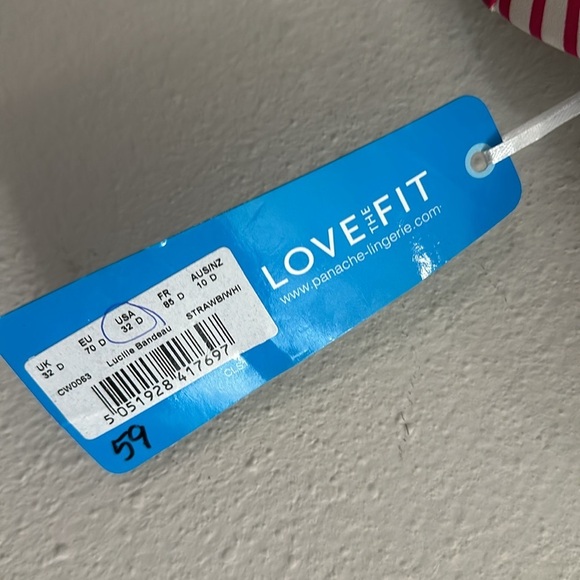 LOVE THE FIT
www.panache-lingerie.com
UK EU USA FR AUS/NZ
32 D 70 D 32 D 85 D 10 D
CW0063 Lucille Bandeau STRAWB/WHI
5 051928 417697
59